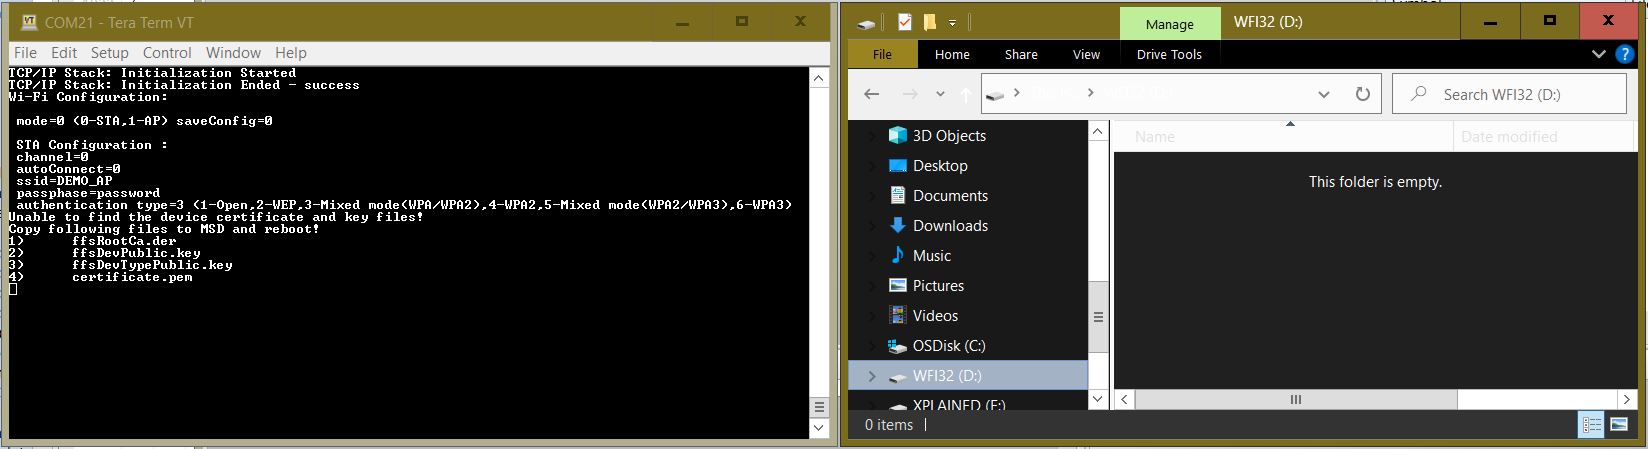 COM21 - Tera Term VT
File Edit Setup Control Window Help
TCP/IP Stack: Initialization Started
TCP/IP Stack: Initialization Ended - success
Wi-Fi Configuration:
mode=0 (0-STA,1-AP) saveConfig=0
STA Configuration :
channel=0
autoConnect=0
ssid=DEMO_AP
passphase=password
authentication type=3 (1-Open,2-WEP,3-Mixed mode(WPA/WPA2),4-WPA2,5-Mixed mode(WPA2/WPA3),6-WPA3)
Unable to find the device certificate and key files!
Copy following files to MSD and reboot!
1) ffsRootCa.der
2) ffsDevPublic.key
3) ffsDevTypePublic.key
4) certificate.pem
Manage WFI32 (D:)
File Home Share View Drive Tools
Search WFI32 (D:)
3D Objects
Desktop
Documents
Downloads
Music
Pictures
Videos
OSDisk (C:)
WFI32 (D:)
XPLAINED (E:)
Name Date modified
This folder is empty.
0 items